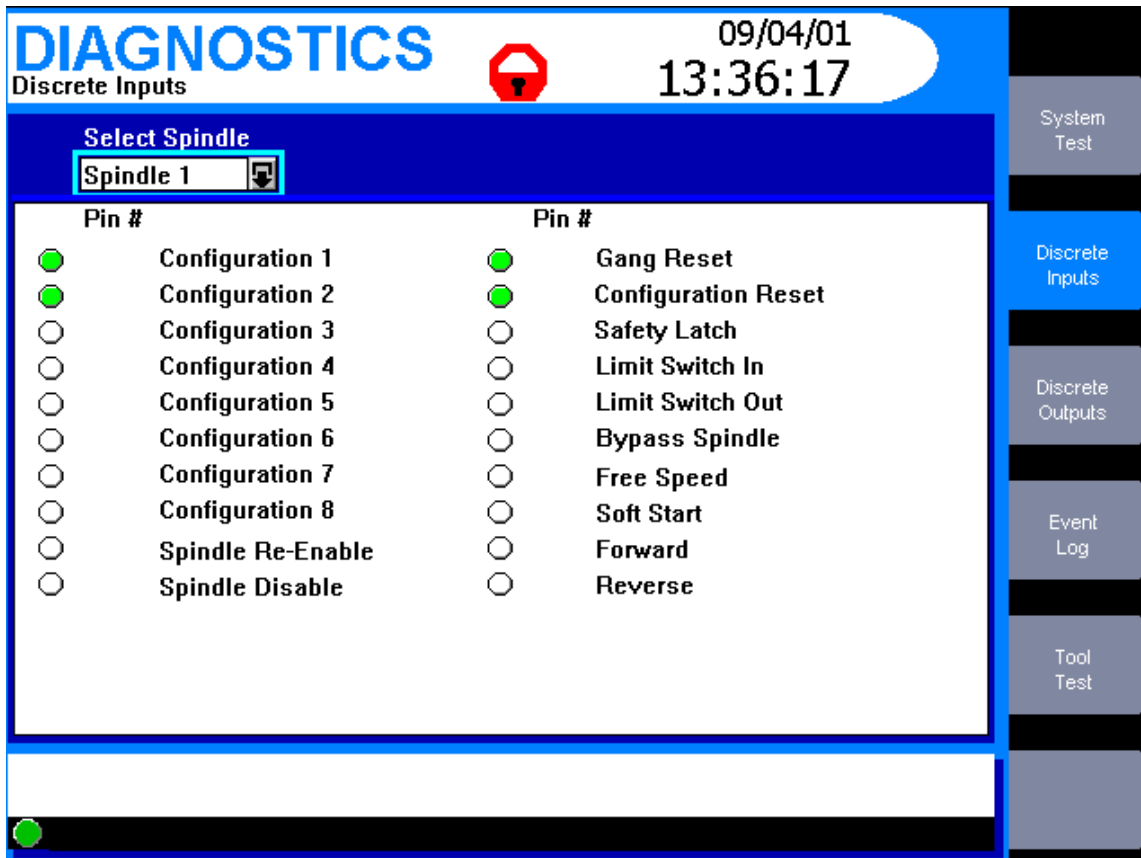 DIAGNOSTICS
Discrete Inputs
09/04/01
13:36:17
Select Spindle
Spindle 1
Pin #
Configuration 1
Configuration 2
Configuration 3
Configuration 4
Configuration 5
Configuration 6
Configuration 7
Configuration 8
Spindle Re-Enable
Spindle Disable
Pin #
Gang Reset
Configuration Reset
Safety Latch
Limit Switch In
Limit Switch Out
Bypass Spindle
Free Speed
Soft Start
Forward
Reverse
System
Test
Discrete
Inputs
Discrete
Outputs
Event
Log
Tool
Test